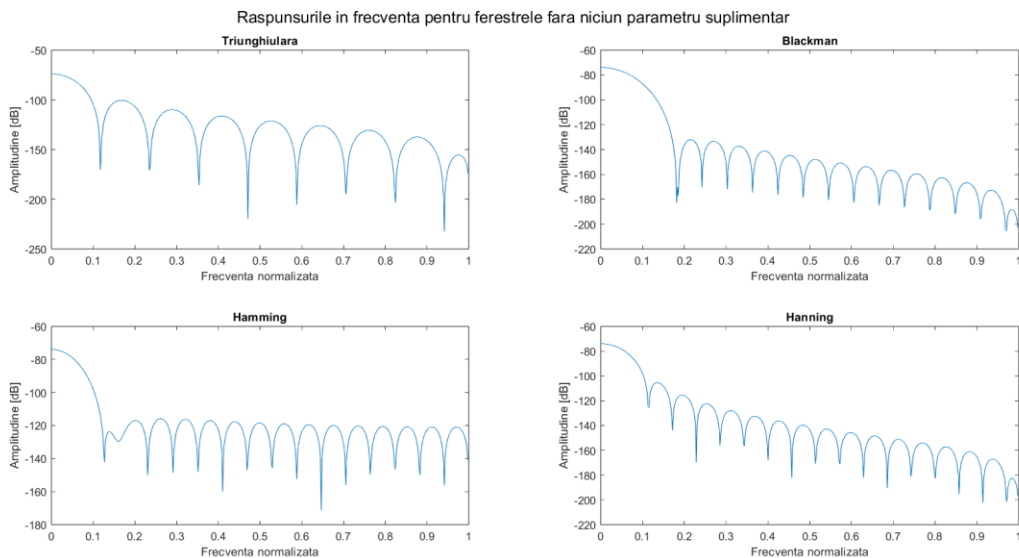 Raspunsurile in frecventa pentru ferestrele fara niciun parametru suplimentar
Triunghiulara
Amplitudine [dB]
-50
-100
-150
-200
-250
0 0.1 0.2 0.3 0.4 0.5 0.6 0.7 0.8 0.9 1
Frecventa normalizata
Blackman
Amplitudine [dB]
-60
-80
-100
-120
-140
-160
-180
-200
-220
0 0.1 0.2 0.3 0.4 0.5 0.6 0.7 0.8 0.9 1
Frecventa normalizata
Hamming
Amplitudine [dB]
-60
-80
-100
-120
-140
-160
-180
0 0.1 0.2 0.3 0.4 0.5 0.6 0.7 0.8 0.9 1
Frecventa normalizata
Hanning
Amplitudine [dB]
-60
-80
-100
-120
-140
-160
-180
-200
-220
0 0.1 0.2 0.3 0.4 0.5 0.6 0.7 0.8 0.9 1
Frecventa normalizata